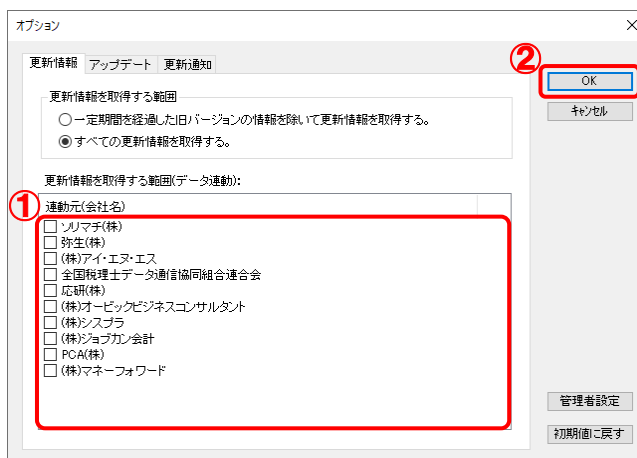 オプション
更新情報 アップデート 更新通知
②
OK
キャンセル
更新情報を取得する範囲
一定期間を経過した旧バージョンの情報を除いて更新情報を取得する。
すべての更新情報を取得する。
更新情報を取得する範囲(データ連動):
①
連動元(会社名)
ソリマチ(株)
弥生(株)
(株)アイ・エヌ・エス
全国税理士データ通信協同組合連合会
応研(株)
(株)オービックビジネスコンサルタント
(株)シスプラ
(株)ジョブカン会計
PCA(株)
(株)マネーフォワード
管理者設定
初期値に戻す